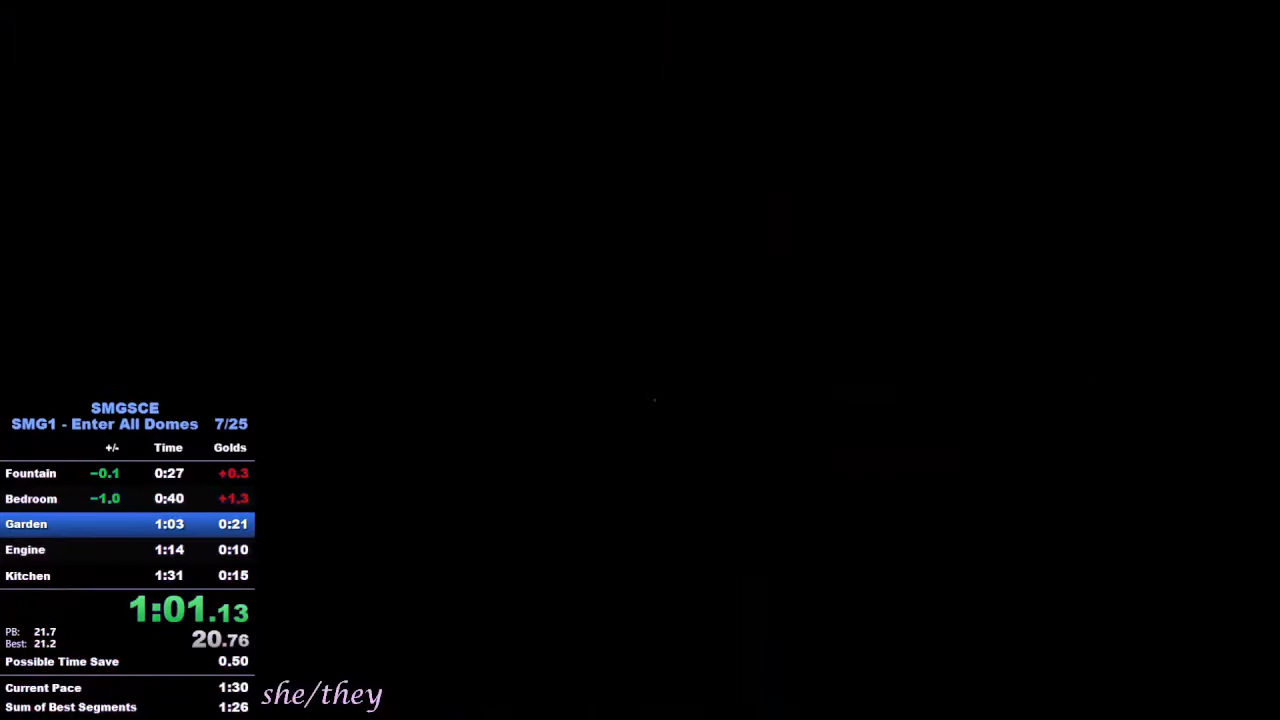 SMGSCE
SMG1 - Enter All Domes 7/25
+/- Time Golds
Fountain −0.1 0:27 +0.3
Bedroom −1.0 0:40 +1.3
Garden 1:03 0:21
Engine 1:14 0:10
Kitchen 1:31 0:15
1:01.13
PB: 21.7
Best: 21.2
20.76
Possible Time Save 0.50
Current Pace 1:30
Sum of Best Segments 1:26
she/they